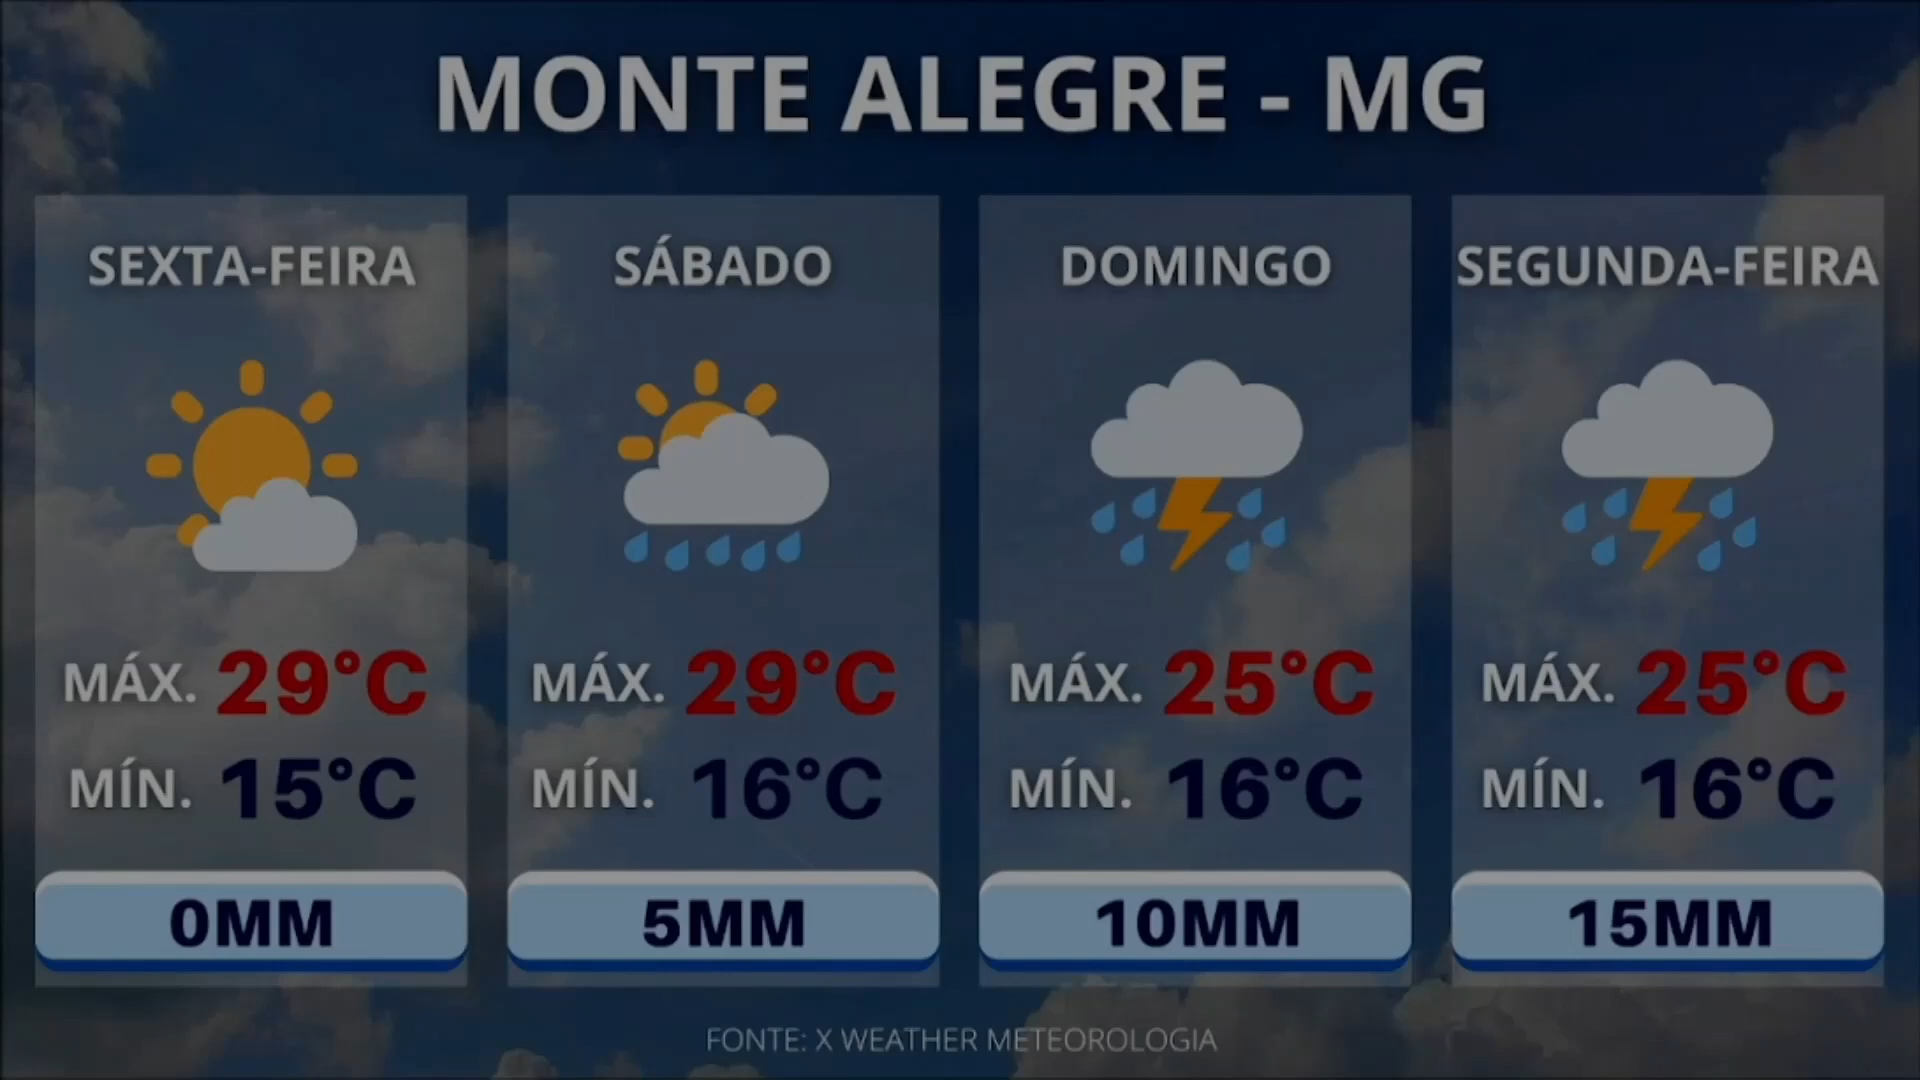 MONTE ALEGRE - MG
SEXTA-FEIRA
MÁX. 29°C
MÍN. 15°C
0MM
SÁBADO
MÁX. 29°C
MÍN. 16°C
5MM
DOMINGO
MÁX. 25°C
MÍN. 16°C
10MM
SEGUNDA-FEIRA
MÁX. 25°C
MÍN. 16°C
15MM
FONTE: X WEATHER METEOROLOGIA